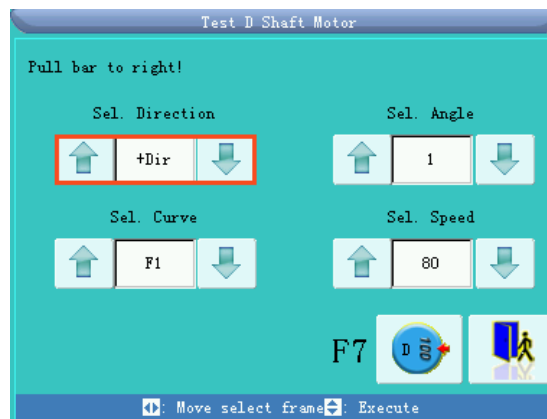 Test D Shaft Motor
Pull bar to right!
Sel. Direction
Sel. Angle
+Dir
1
Sel. Curve
Sel. Speed
F1
80
F7
D 100
: Move select frame : Execute